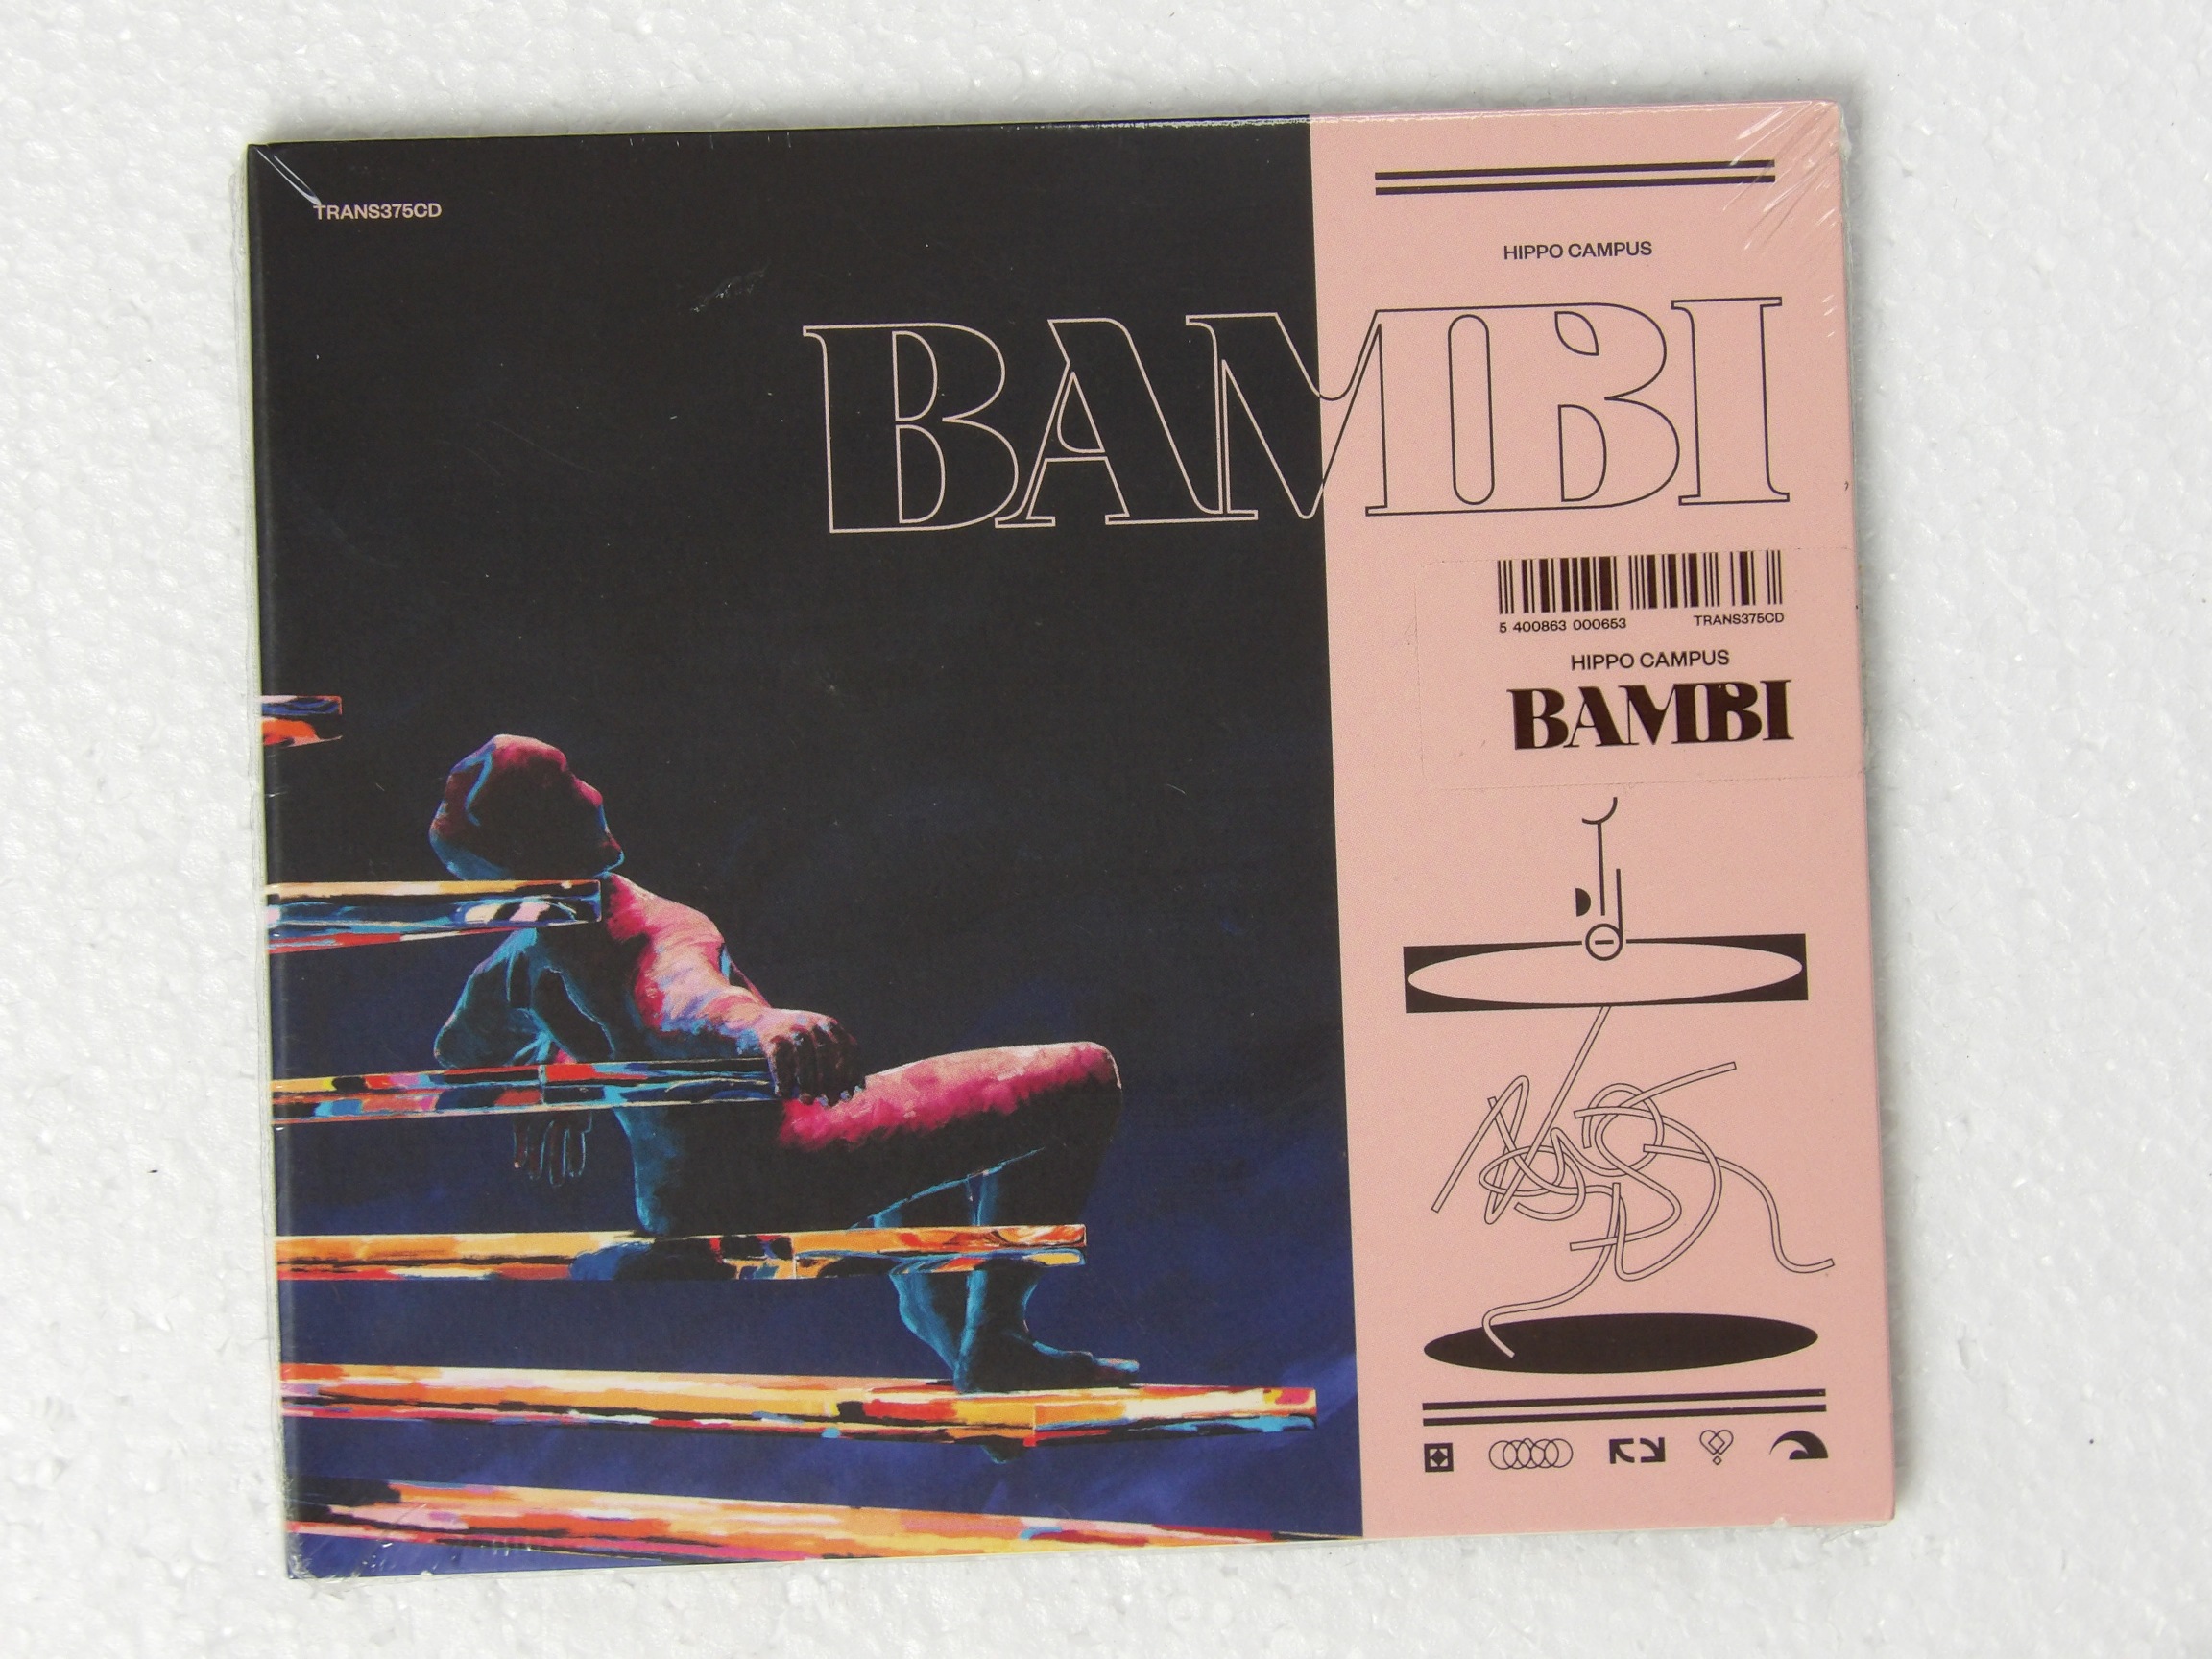 TRANS375CD
HIPPO CAMPUS
BAMBI
5 400863 000653 TRANS375CD
HIPPO CAMPUS
BAMBI